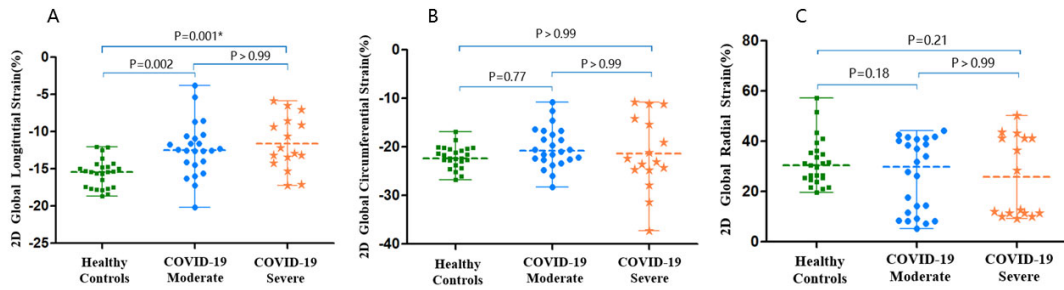 A
P=0.001*
P=0.002
P > 0.99
2D Global Longitutinal Strain(%)
0
-5
-10
-15
-20
-25
Healthy
Controls
COVID-19
Moderate
COVID-19
Severe
B
P > 0.99
P = 0.77
P > 0.99
2D Global Circumferential Strain(%)
0
-10
-20
-30
-40
Healthy
Controls
COVID-19
Moderate
COVID-19
Severe
C
P=0.21
P=0.18
P > 0.99
2D Global Radial Strain(%)
80
60
40
20
0
Healthy
Controls
COVID-19
Moderate
COVID-19
Severe